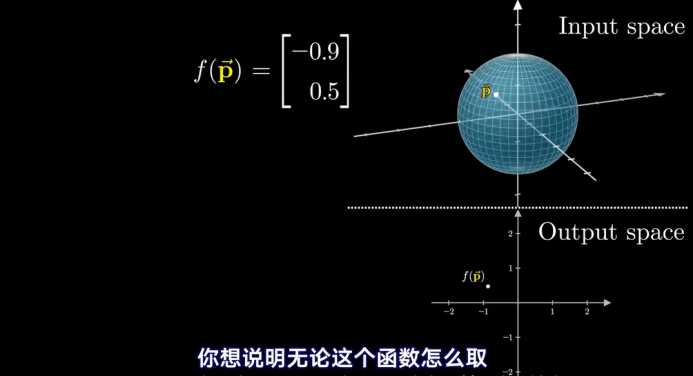 Input space
f(p⃗) = [−0.9
0.5]
p⃗
Output space
2
f(p⃗)
1
−2 −1 1 2
−1
−2
你想说明无论这个函数怎么取